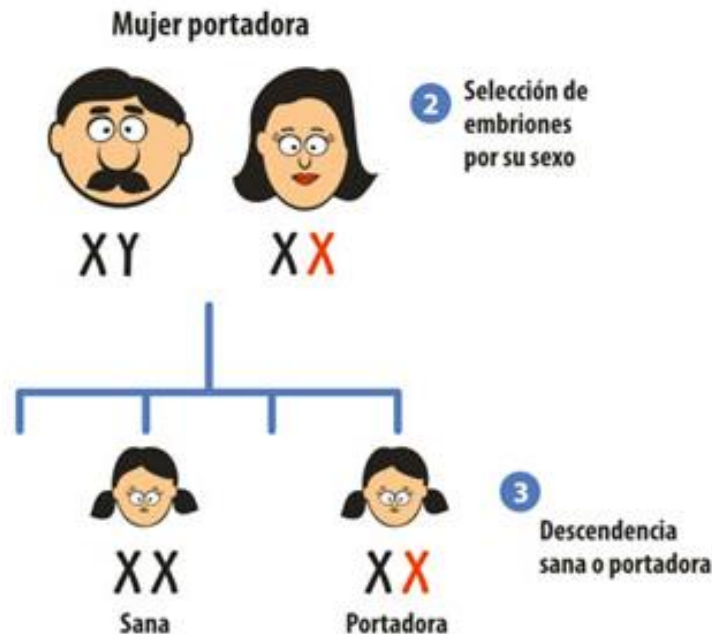 Mujer portadora
2
Selección de
embriones
por su sexo
XY
XX
3
Descendencia
sana o portadora
XX
XX
Sana
Portadora